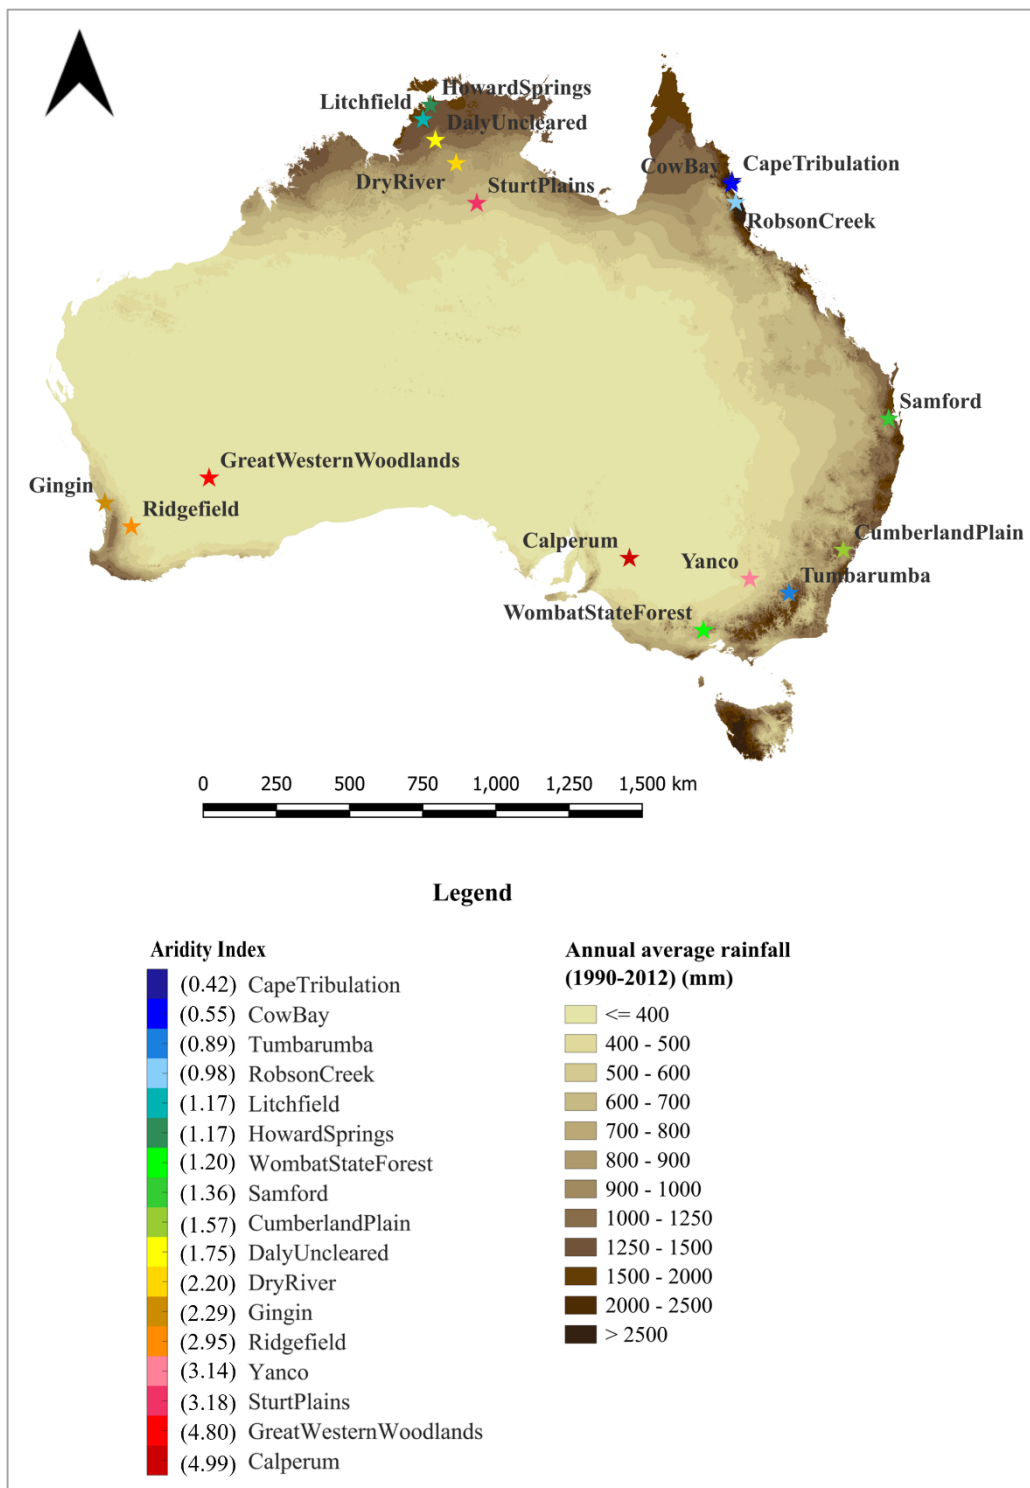 HowardSprings
Litchfield
DalyUncleared
CowBay
CapeTribulation
DryRiver
SturtPlains
RobsonCreek
Samford
GreatWesternWoodlands
Gingin
Ridgefield
CumberlandPlain
Calperum
Yanco
Tumbarumba
WombatStateForest
0 250 500 750 1,000 1,250 1,500 km
Legend
Aridity Index
(0.42) CapeTribulation
(0.55) CowBay
(0.89) Tumbarumba
(0.98) RobsonCreek
(1.17) Litchfield
(1.17) HowardSprings
(1.20) WombatStateForest
(1.36) Samford
(1.57) CumberlandPlain
(1.75) DalyUncleared
(2.20) DryRiver
(2.29) Gingin
(2.95) Ridgefield
(3.14) Yanco
(3.18) SturtPlains
(4.80) GreatWesternWoodlands
(4.99) Calperum
Annual average rainfall
(1990-2012) (mm)
<= 400
400 - 500
500 - 600
600 - 700
700 - 800
800 - 900
900 - 1000
1000 - 1250
1250 - 1500
1500 - 2000
2000 - 2500
> 2500